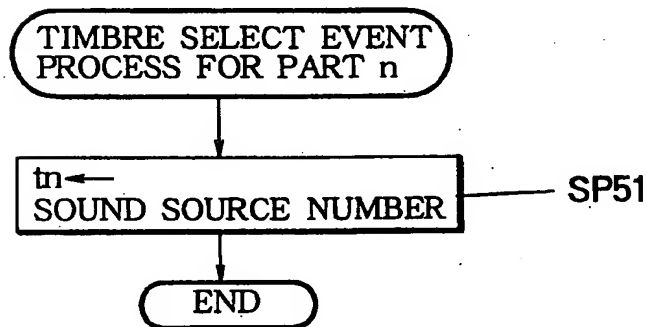 TIMBRE SELECT EVENT
PROCESS FOR PART n
tn←
SOUND SOURCE NUMBER
SP51
END